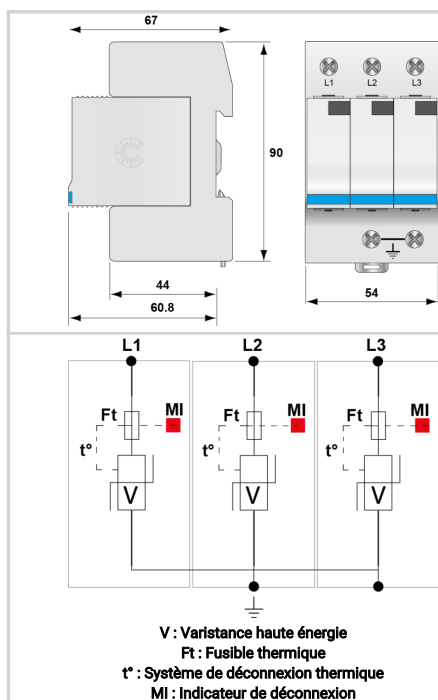 67
L1 L2 L3
90
44
60.8
54
L1 L2 L3
Ft MI Ft MI Ft MI
t° t° t°
V V V
V : Varistance haute énergie
Ft : Fusible thermique
t° : Système de déconnexion thermique
MI : Indicateur de déconnexion